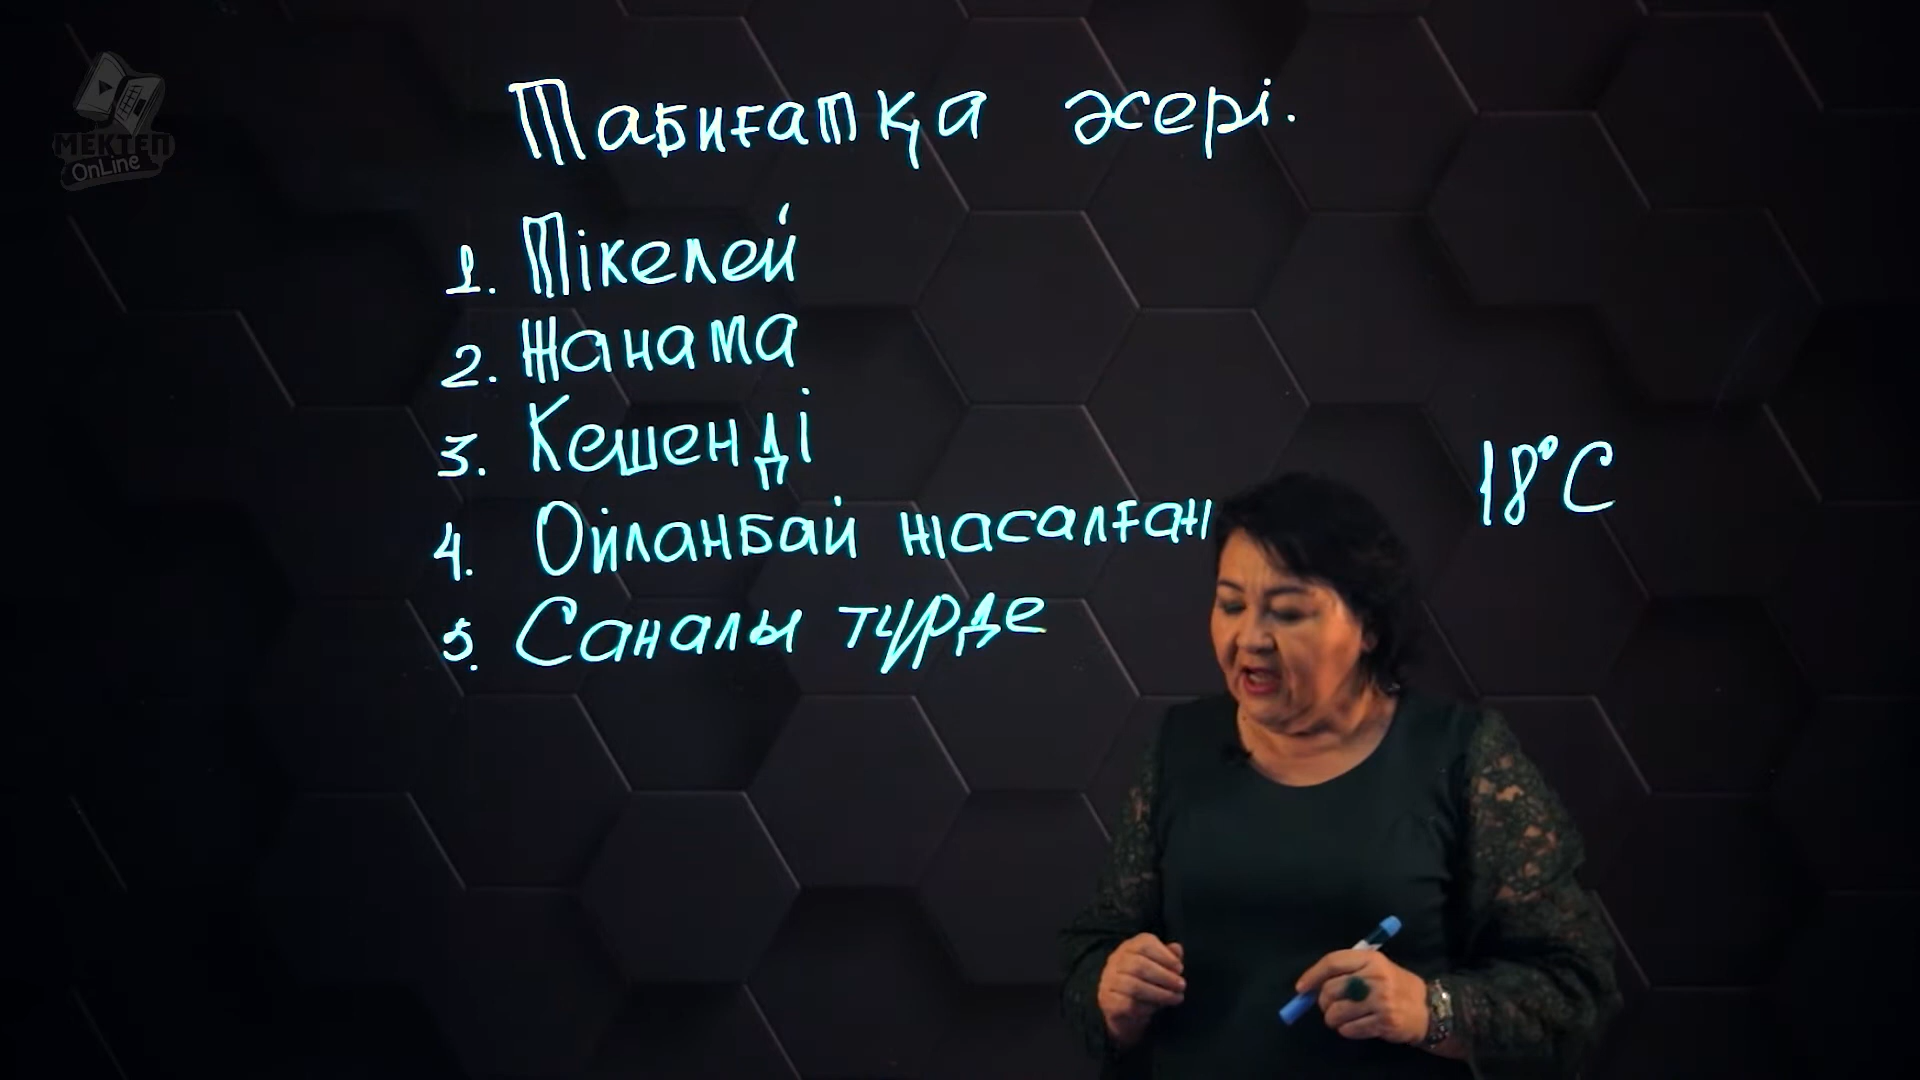 МЕКТЕП
OnLine
Табиғатқа әсері.
1. Тікелей
2. Жанама
3. Кешенді
4. Ойланбай жасалған
5. Саналы түрде
18°C